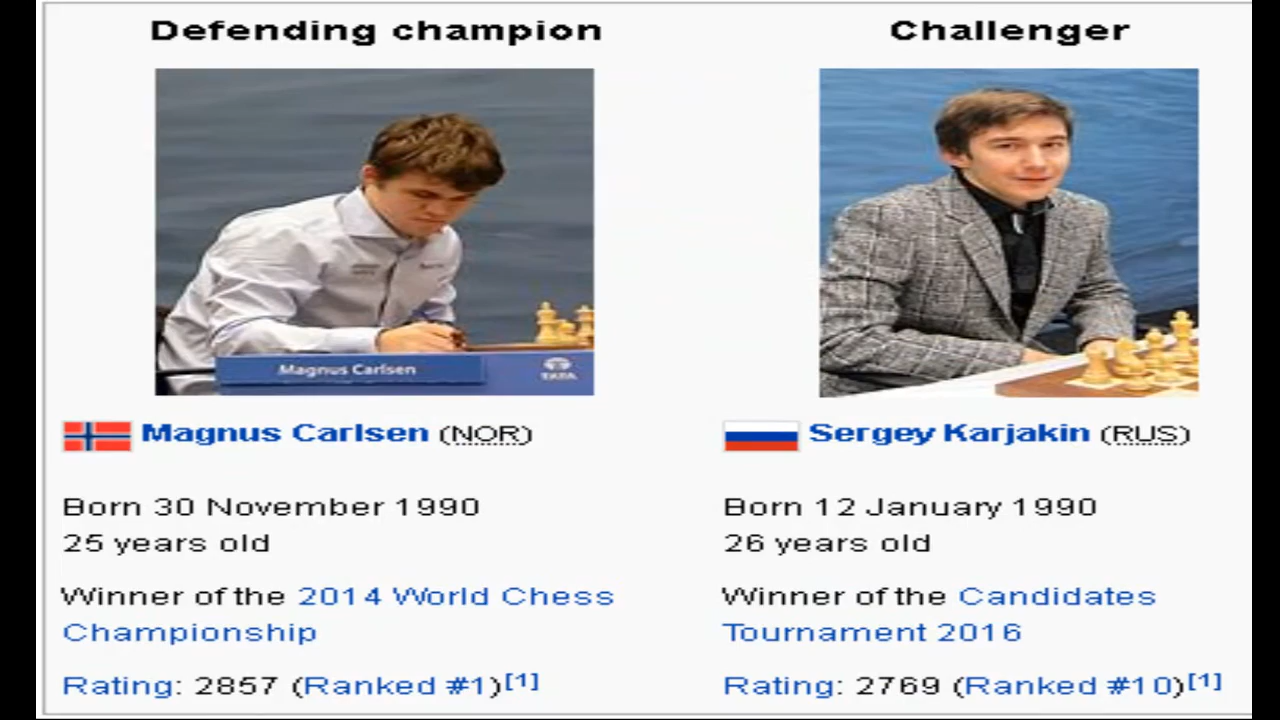 Defending champion
Challenger
Magnus Carlsen
TATA
Magnus Carlsen (NOR)
Sergey Karjakin (RUS)
Born 30 November 1990
25 years old
Born 12 January 1990
26 years old
Winner of the 2014 World Chess
Championship
Winner of the Candidates
Tournament 2016
Rating: 2857 (Ranked #1)[1]
Rating: 2769 (Ranked #10)[1]